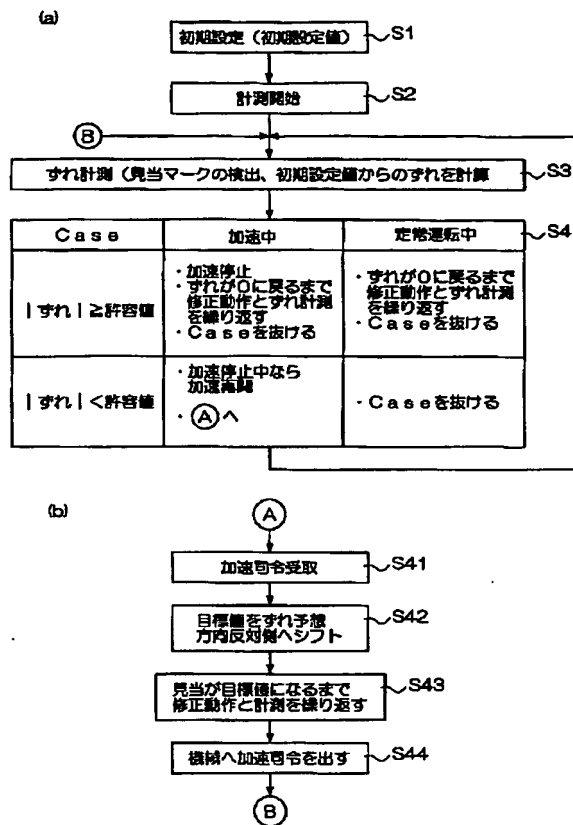 (a)
初期設定(初期設定値)
S1
計測開始
S2
B
ずれ計測(見当マークの検出、初期設定値からのずれを計算
S3
Case
加速中
定常運転中
S4
|ずれ|≧許容値
・加速停止
・ずれが0に戻るまで
修正動作とずれ計測
を繰り返す
・Caseを抜ける
・ずれが0に戻るまで
修正動作とずれ計測
を繰り返す
・Caseを抜ける
|ずれ|<許容値
・加速停止中なら
加速再開
・Aへ
・Caseを抜ける
(b)
A
加速司令受取
S41
目標値をずれ予想
方向反対側へシフト
S42
見当が目標値になるまで
修正動作と計測を繰り返す
S43
機械へ加速司令を出す
S44
B